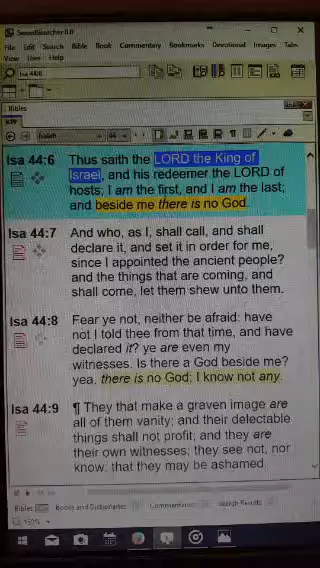 SwordSearcher 8.0
File Edit Search Bible Book Commentary Bookmarks Devotional Images Tabs
View User Help
Isa 44:6
Bibles
KJV
Isa44:6
44
Isa 44:6 Thus saith the LORD the King of
Israel, and his redeemer the LORD of
hosts; I am the first, and I am the last;
and beside me there is no God.
Isa 44:7 And who, as I, shall call, and shall
declare it, and set it in order for me,
since I appointed the ancient people?
and the things that are coming, and
shall come, let them shew unto them.
Isa 44:8 Fear ye not, neither be afraid: have
not I told thee from that time, and have
declared it? ye are even my
witnesses. Is there a God beside me?
yea, there is no God; I know not any.
Isa 44:9 ¶ They that make a graven image are
all of them vanity; and their delectable
things shall not profit; and they are
their own witnesses; they see not, nor
know; that they may be ashamed.
Bibles Books and Dictionaries Commentaries Search Results
150%